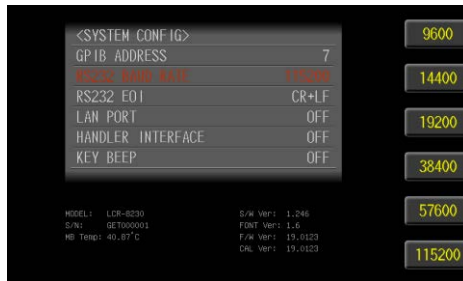 <SYSTEM CONFIG>
GPIB ADDRESS 7
RS232 BAUD RATE 115200
RS232 EOI CR+LF
LAN PORT OFF
HANDLER INTERFACE OFF
KEY BEEP OFF
MODEL: LCR-8230
S/N: GET000001
MB Temp: 40.87°C
S/W Ver: 1.246
FONT Ver: 1.6
F/W Ver: 19.0123
CAL Ver: 19.0123
9600
14400
19200
38400
57600
115200